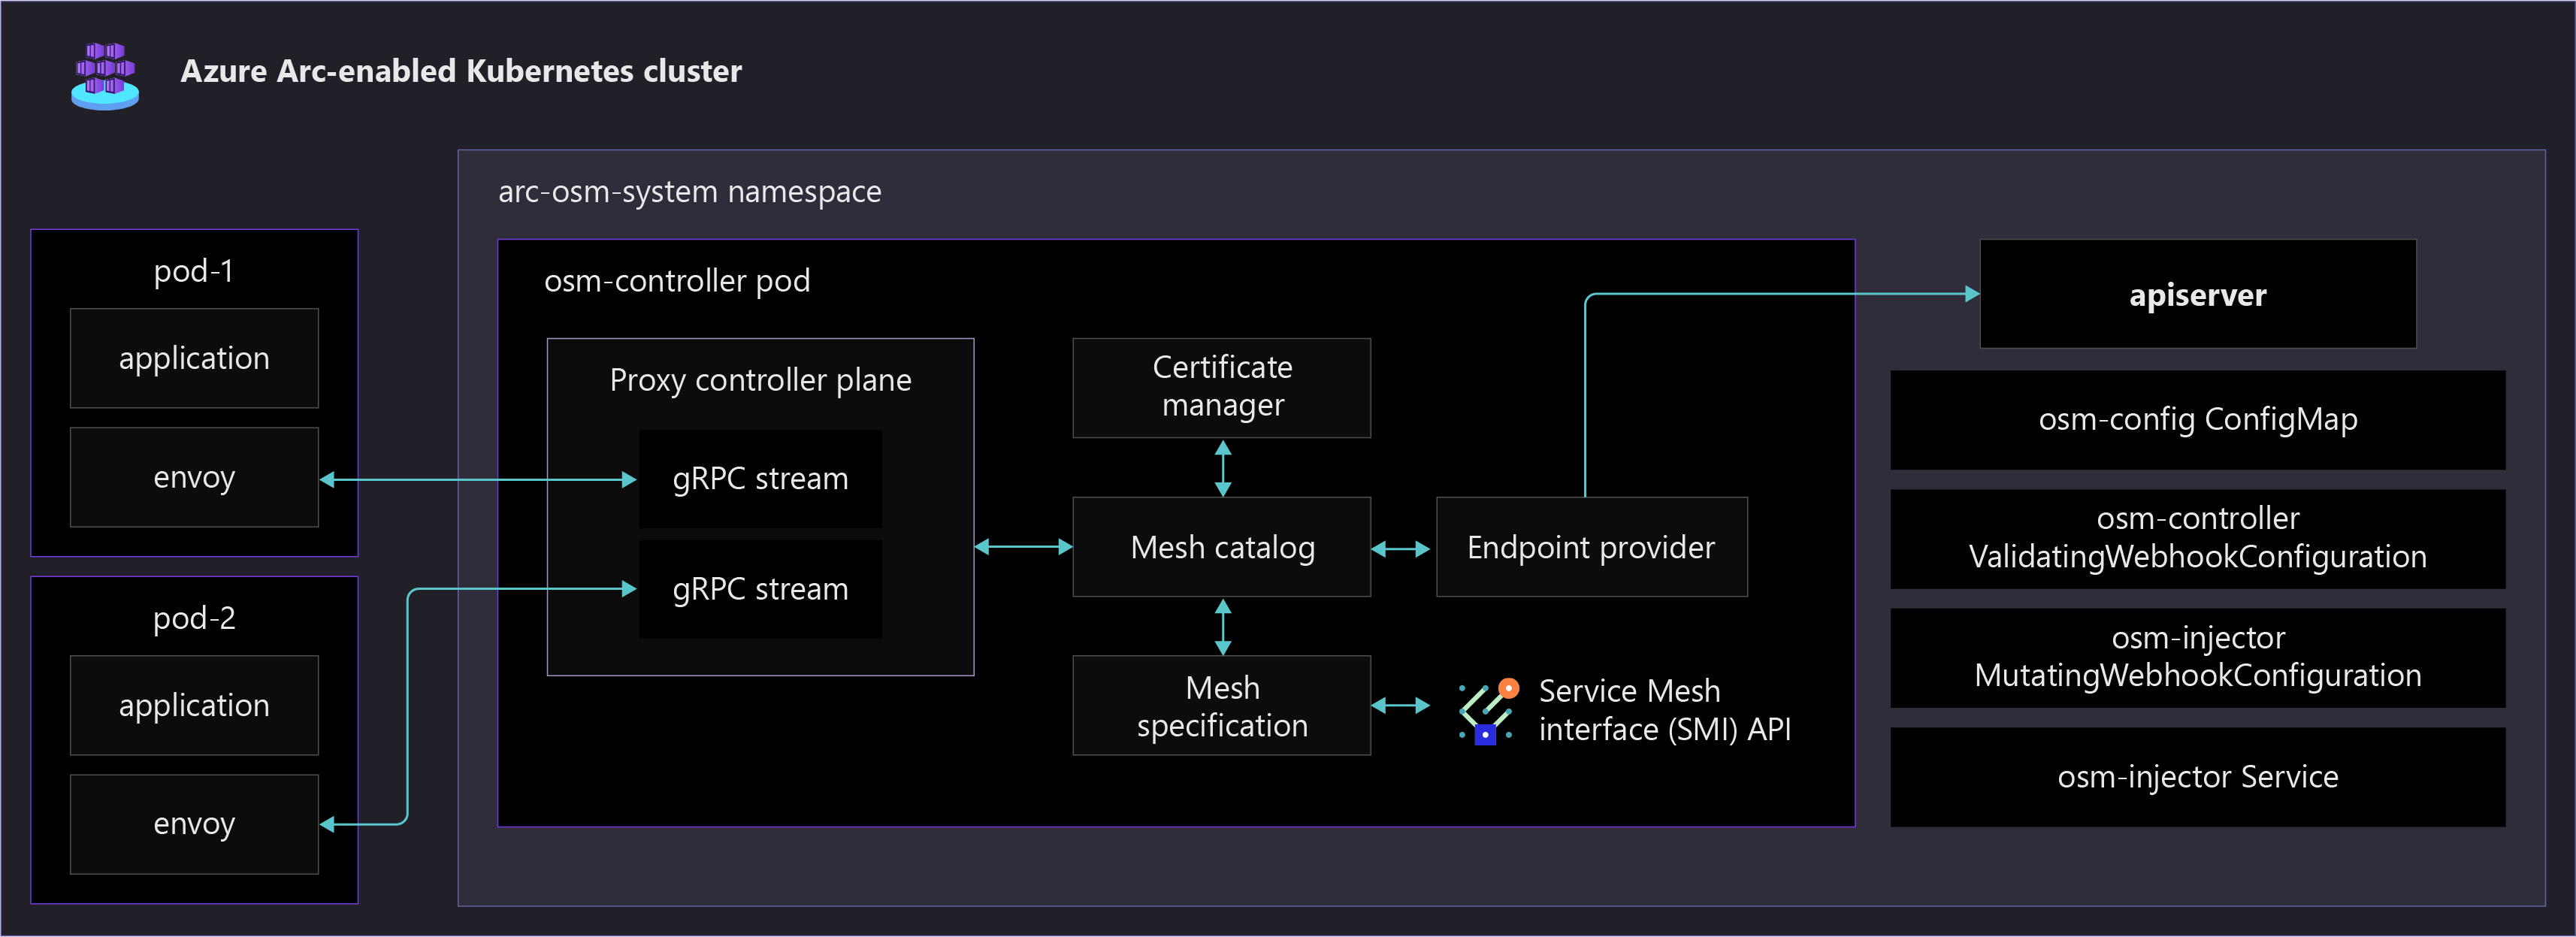 Azure Arc-enabled Kubernetes cluster
arc-osm-system namespace
pod-1
application
envoy
pod-2
application
envoy
osm-controller pod
Proxy controller plane
gRPC stream
gRPC stream
Certificate
manager
Mesh catalog
Endpoint provider
Mesh
specification
Service Mesh
interface (SMI) API
apiserver
osm-config ConfigMap
osm-controller
ValidatingWebhookConfiguration
osm-injector
MutatingWebhookConfiguration
osm-injector Service